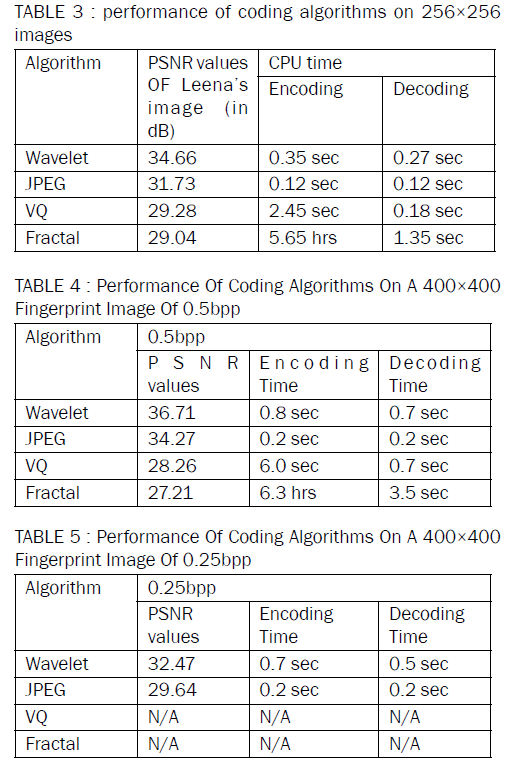 TABLE 3 : performance of coding algorithms on 256×256
images
Algorithm PSNR values CPU time
OF Leena's Encoding Decoding
image (in
dB)
Wavelet 34.66 0.35 sec 0.27 sec
JPEG 31.73 0.12 sec 0.12 sec
VQ 29.28 2.45 sec 0.18 sec
Fractal 29.04 5.65 hrs 1.35 sec
TABLE 4 : Performance Of Coding Algorithms On A 400×400
Fingerprint Image Of 0.5bpp
Algorithm 0.5bpp
P S N R Encoding Decoding
values Time Time
Wavelet 36.71 0.8 sec 0.7 sec
JPEG 34.27 0.2 sec 0.2 sec
VQ 28.26 6.0 sec 0.7 sec
Fractal 27.21 6.3 hrs 3.5 sec
TABLE 5 : Performance Of Coding Algorithms On A 400×400
Fingerprint Image Of 0.25bpp
Algorithm 0.25bpp
PSNR Encoding Decoding
values Time Time
Wavelet 32.47 0.7 sec 0.5 sec
JPEG 29.64 0.2 sec 0.2 sec
VQ N/A N/A N/A
Fractal N/A N/A N/A